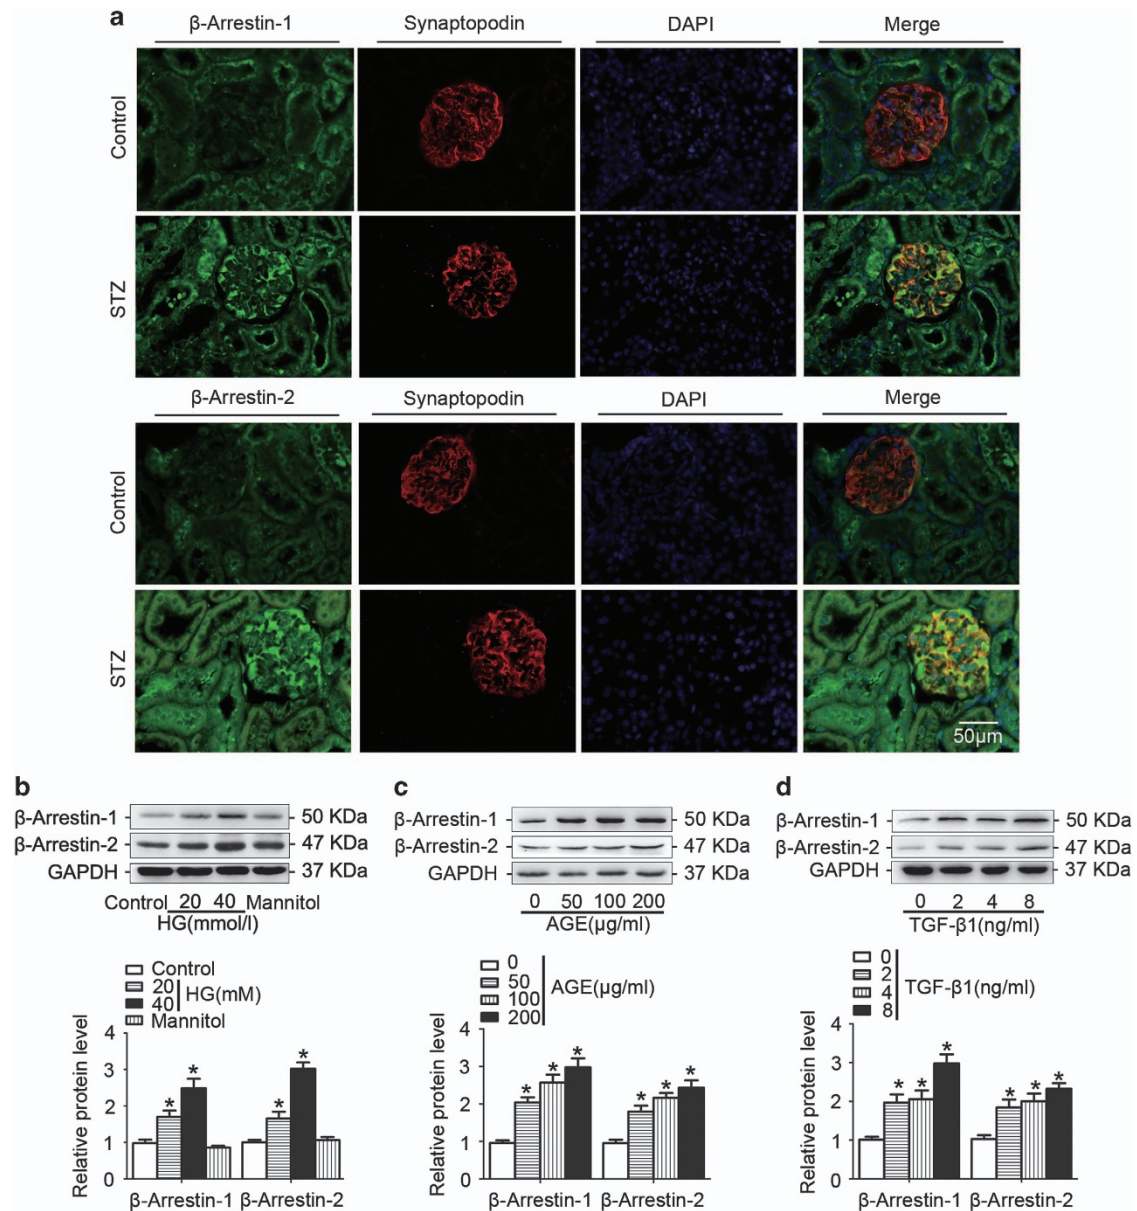 a
β-Arrestin-1 Synaptopodin DAPI Merge
Control
STZ
β-Arrestin-2 Synaptopodin DAPI Merge
Control
STZ
50µm
b
β-Arrestin-1 50 KDa
β-Arrestin-2 47 KDa
GAPDH 37 KDa
Control 20 40 Mannitol
HG(mmol/l)
Control
20
40
HG(mM)
Mannitol
Relative protein level
4
3
2
1
0
* * * *
β-Arrestin-1 β-Arrestin-2
c
β-Arrestin-1 50 KDa
β-Arrestin-2 47 KDa
GAPDH 37 KDa
0 50 100 200
AGE(µg/ml)
0
50
100
200
AGE(µg/ml)
Relative protein level
4
3
2
1
0
* * * * * *
β-Arrestin-1 β-Arrestin-2
d
β-Arrestin-1 50 KDa
β-Arrestin-2 47 KDa
GAPDH 37 KDa
0 2 4 8
TGF-β1(ng/ml)
0
2
4
8
TGF-β1(ng/ml)
Relative protein level
4
3
2
1
0
* * * * * *
β-Arrestin-1 β-Arrestin-2